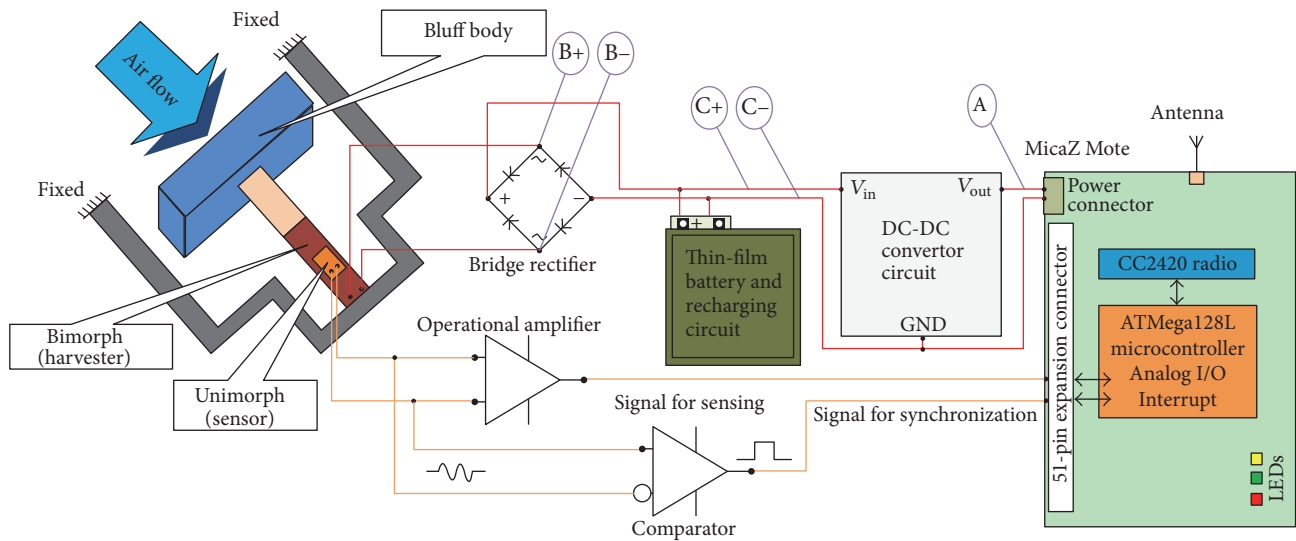 Fixed
Bluff body
Air flow
B+
B−
C+
C−
A
Antenna
MicaZ Mote
Fixed
+
−
V_in
V_out
Power
connector
DC-DC
convertor
circuit
GND
Bridge rectifier
+
Thin-film
battery and
recharging
circuit
51-pin expansion connector
CC2420 radio
ATMega128L
microcontroller
Analog I/O
Interrupt
Bimorph
(harvester)
Operational amplifier
Unimorph
(sensor)
Signal for sensing
Signal for synchronization
Comparator
LEDs